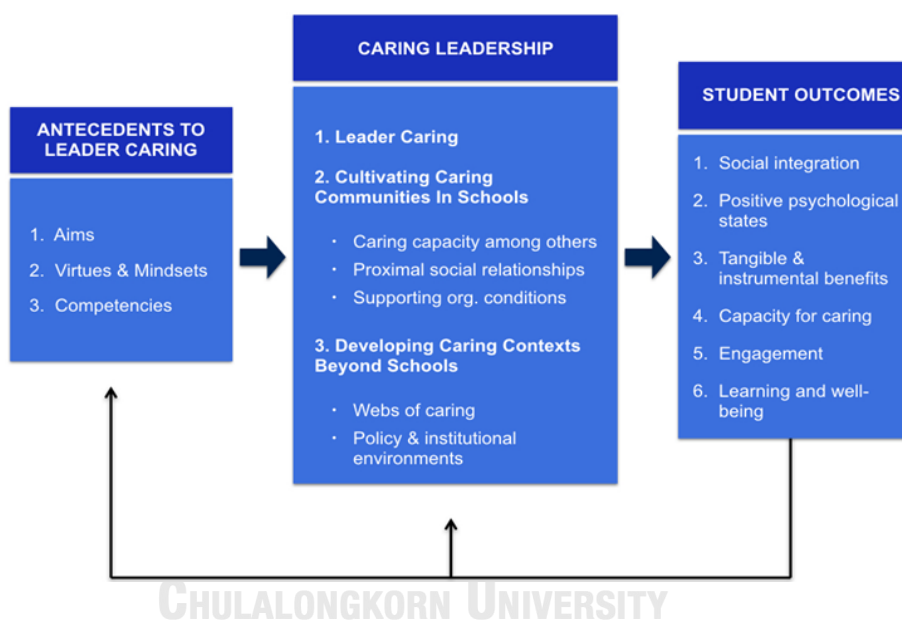 ANTECEDENTS TO
LEADER CARING
1. Aims
2. Virtues & Mindsets
3. Competencies
CARING LEADERSHIP
1. Leader Caring
2. Cultivating Caring
Communities In Schools
· Caring capacity among others
· Proximal social relationships
· Supporting org. conditions
3. Developing Caring Contexts
Beyond Schools
· Webs of caring
· Policy & institutional
environments
STUDENT OUTCOMES
1. Social integration
2. Positive psychological
states
3. Tangible &
instrumental benefits
4. Capacity for caring
5. Engagement
6. Learning and well-
being
CHULALONGKORN UNIVERSITY